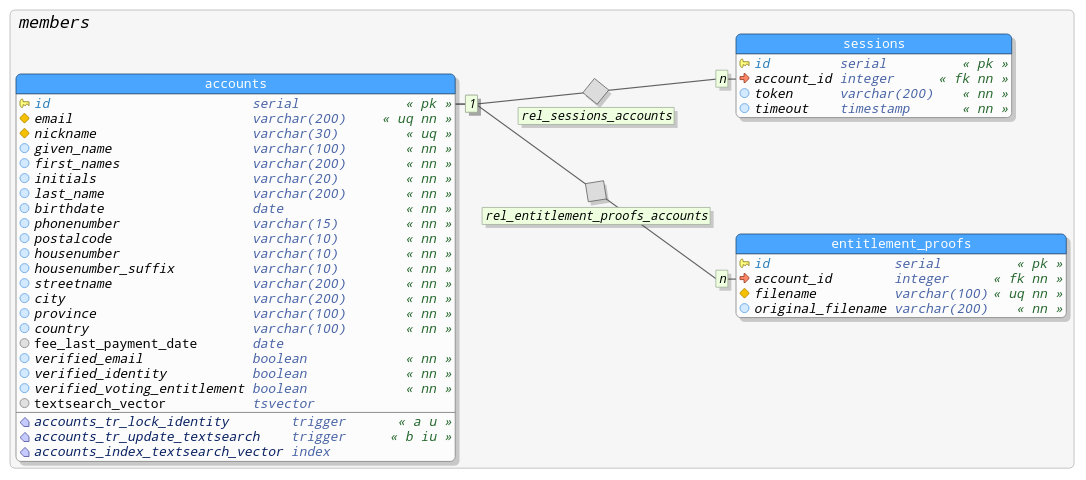 members
accounts
id serial « pk »
email varchar(200) « uq nn »
nickname varchar(30) « uq »
given_name varchar(100) « nn »
first_names varchar(200) « nn »
initials varchar(20) « nn »
last_name varchar(200) « nn »
birthdate date « nn »
phonenumber varchar(15) « nn »
postalcode varchar(10) « nn »
housenumber varchar(10) « nn »
housenumber_suffix varchar(10) « nn »
streetname varchar(200) « nn »
city varchar(200) « nn »
province varchar(100) « nn »
country varchar(100) « nn »
fee_last_payment_date date
verified_email boolean « nn »
verified_identity boolean « nn »
verified_voting_entitlement boolean « nn »
textsearch_vector tsvector
accounts_tr_lock_identity trigger « a u »
accounts_tr_update_textsearch trigger « b iu »
accounts_index_textsearch_vector index
1
rel_sessions_accounts
n
sessions
id serial « pk »
account_id integer « fk nn »
token varchar(200) « nn »
timeout timestamp « nn »
rel_entitlement_proofs_accounts
n
entitlement_proofs
id serial « pk »
account_id integer « fk nn »
filename varchar(100) « uq nn »
original_filename varchar(200) « nn »